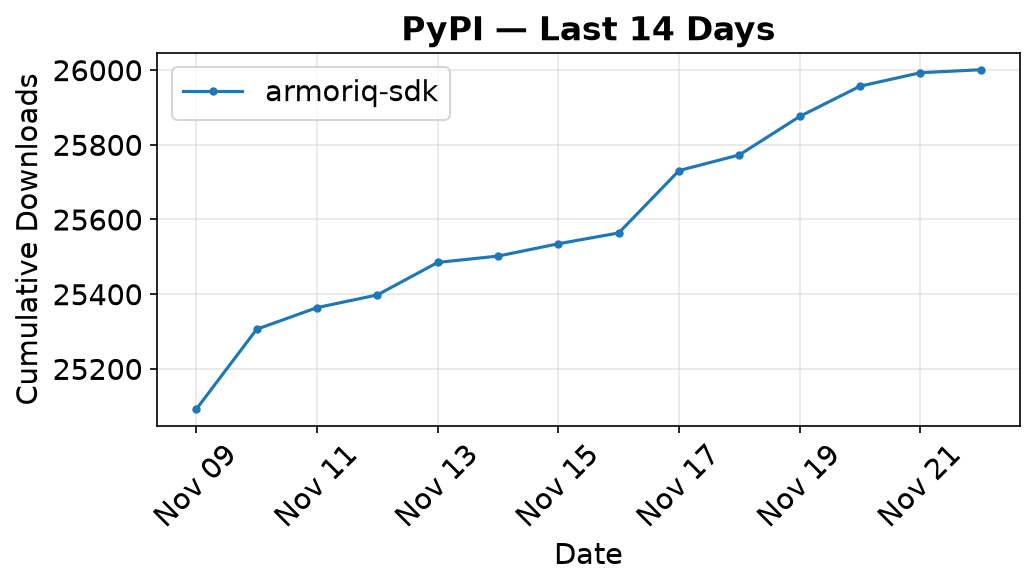 PyPI — Last 14 Days
armoriq-sdk
Cumulative Downloads
26000
25800
25600
25400
25200
Nov 09
Nov 11
Nov 13
Nov 15
Nov 17
Nov 19
Nov 21
Date